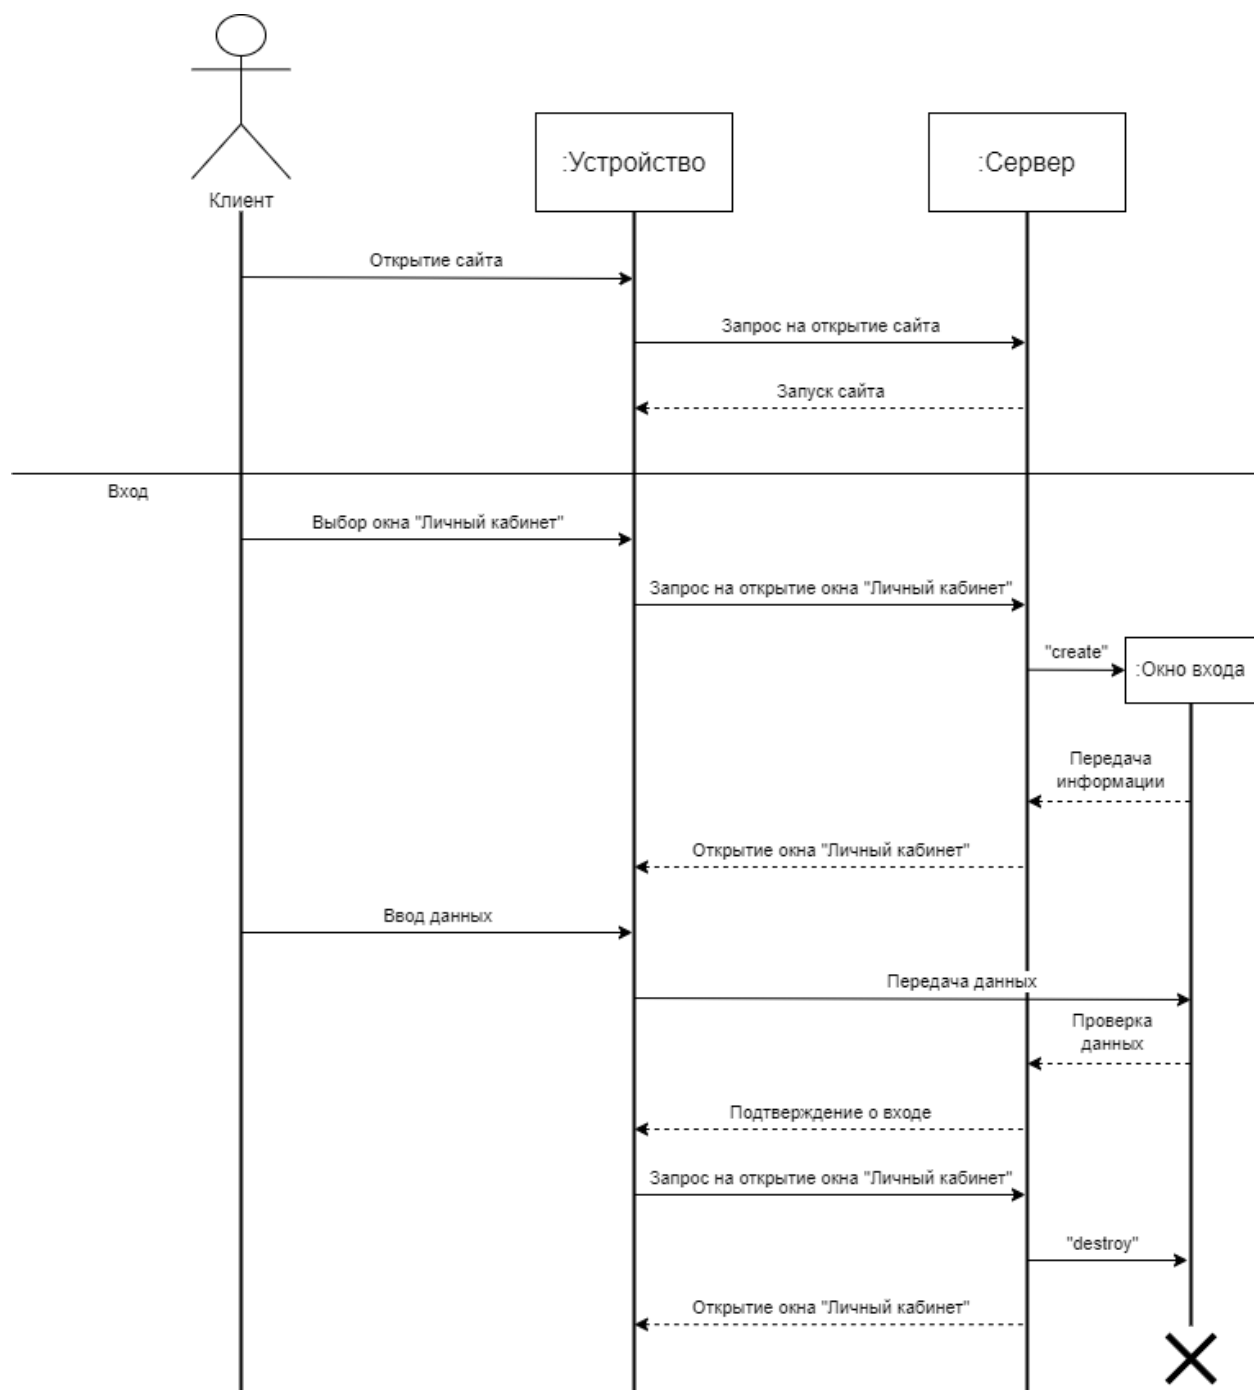 Клиент
:Устройство
:Сервер
Открытие сайта
Запрос на открытие сайта
Запуск сайта
Вход
Выбор окна "Личный кабинет"
Запрос на открытие окна "Личный кабинет"
"create"
:Окно входа
Передача
информации
Открытие окна "Личный кабинет"
Ввод данных
Передача данных
Проверка
данных
Подтверждение о входе
Запрос на открытие окна "Личный кабинет"
"destroy"
Открытие окна "Личный кабинет"